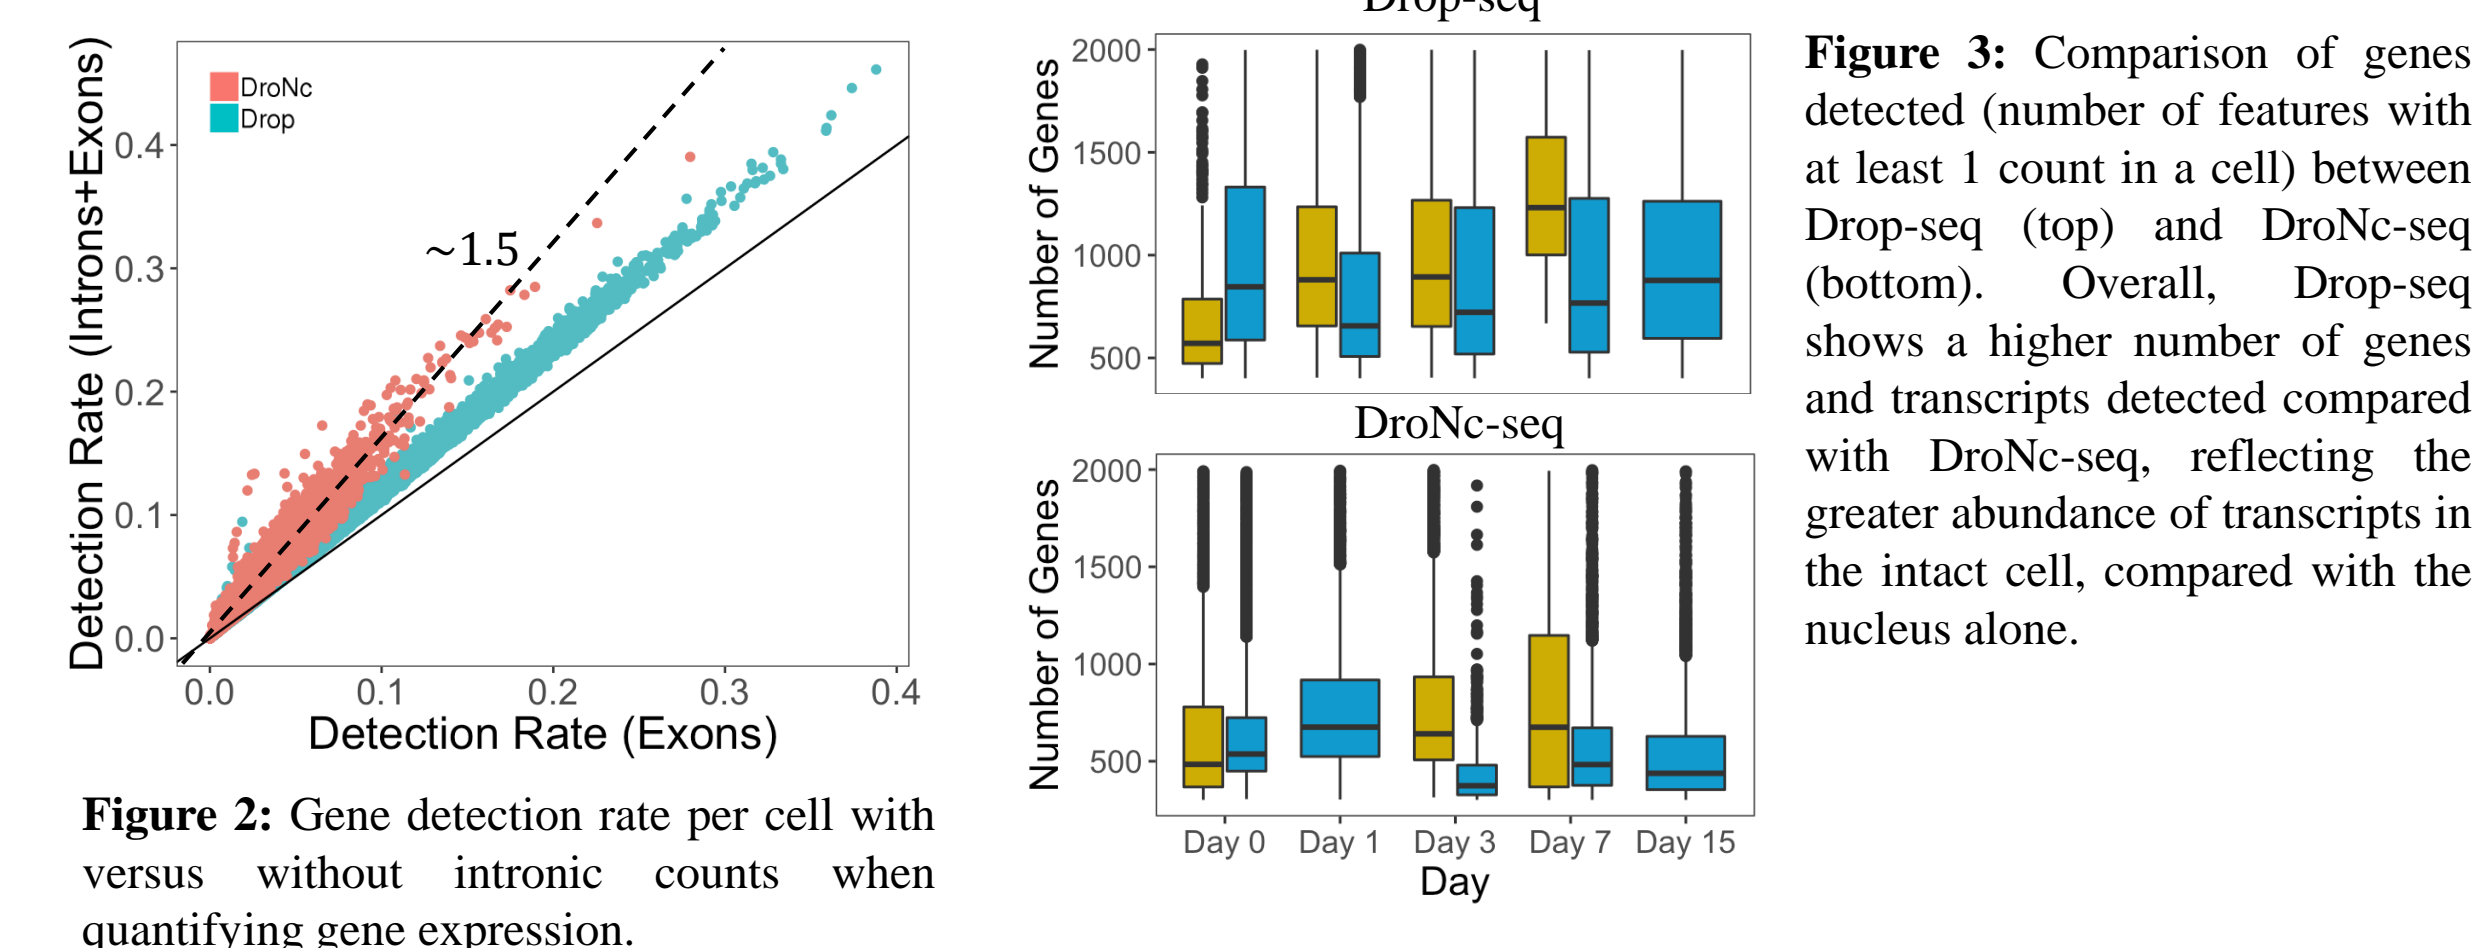 DroNc
Drop
~1.5
Detection Rate (Introns+Exons)
0.4
0.3
0.2
0.1
0.0
0.0 0.1 0.2 0.3 0.4
Detection Rate (Exons)
Figure 2: Gene detection rate per cell with
versus without intronic counts when
quantifying gene expression.
Drop-seq
Number of Genes
2000
1500
1000
500
DroNc-seq
Number of Genes
2000
1500
1000
500
Day 0 Day 1 Day 3 Day 7 Day 15
Day
Figure 3: Comparison of genes
detected (number of features with
at least 1 count in a cell) between
Drop-seq (top) and DroNc-seq
(bottom). Overall, Drop-seq
shows a higher number of genes
and transcripts detected compared
with DroNc-seq, reflecting the
greater abundance of transcripts in
the intact cell, compared with the
nucleus alone.